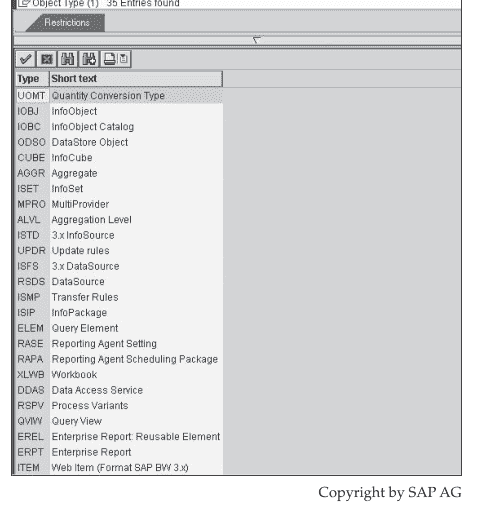 Object Type (1) 35 Entries found
Restrictions
Type Short text
UOMT Quantity Conversion Type
IOBJ InfoObject
IOBC InfoObject Catalog
ODSO DataStore Object
CUBE InfoCube
AGGR Aggregate
ISET InfoSet
MPRO MultiProvider
ALVL Aggregation Level
ISTD 3.x InfoSource
UPDR Update rules
ISFS 3.x DataSource
RSDS DataSource
ISMP Transfer Rules
ISIP InfoPackage
ELEM Query Element
RASE Reporting Agent Setting
RAPA Reporting Agent Scheduling Package
XLWB Workbook
DDAS Data Access Service
RSPV Process Variants
QVIW Query View
EREL Enterprise Report: Reusable Element
ERPT Enterprise Report
ITEM Web Item (Format SAP BW 3.x)
Copyright by SAP AG